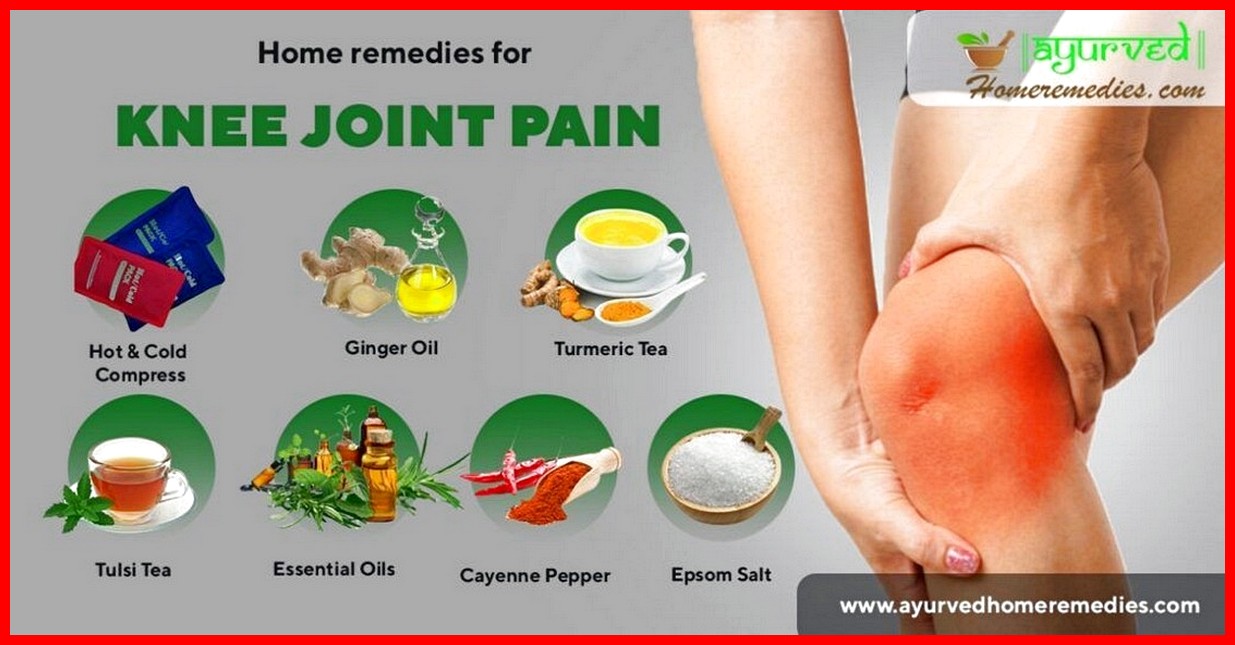 Home remedies for
KNEE JOINT PAIN
||ayurved||
Homeremedies.com
Hot & Cold
Compress
Ginger Oil
Turmeric Tea
Tulsi Tea
Essential Oils
Cayenne Pepper
Epsom Salt
www.ayurvedhomeremedies.com